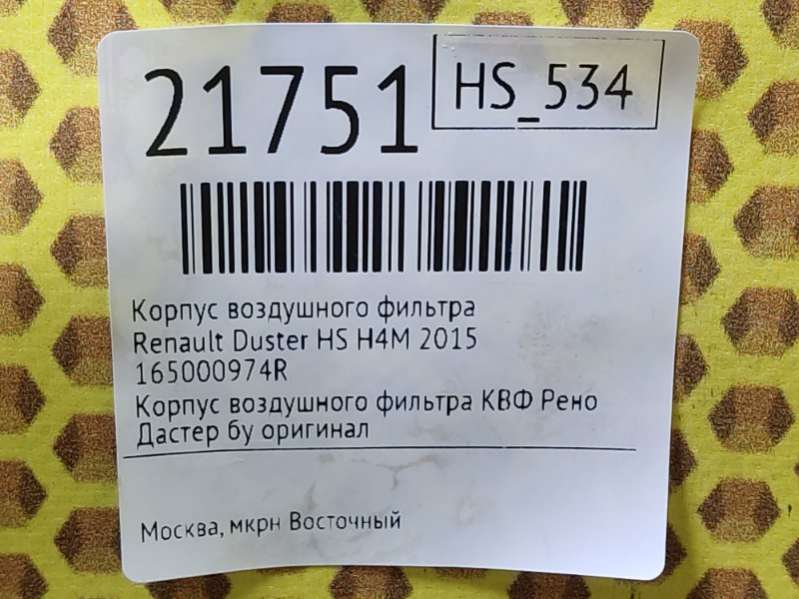 21751
HS_534
Корпус воздушного фильтра
Renault Duster HS H4M 2015
165000974R
Корпус воздушного фильтра КВФ Рено
Дастер бу оригинал
Москва, мкрн Восточный